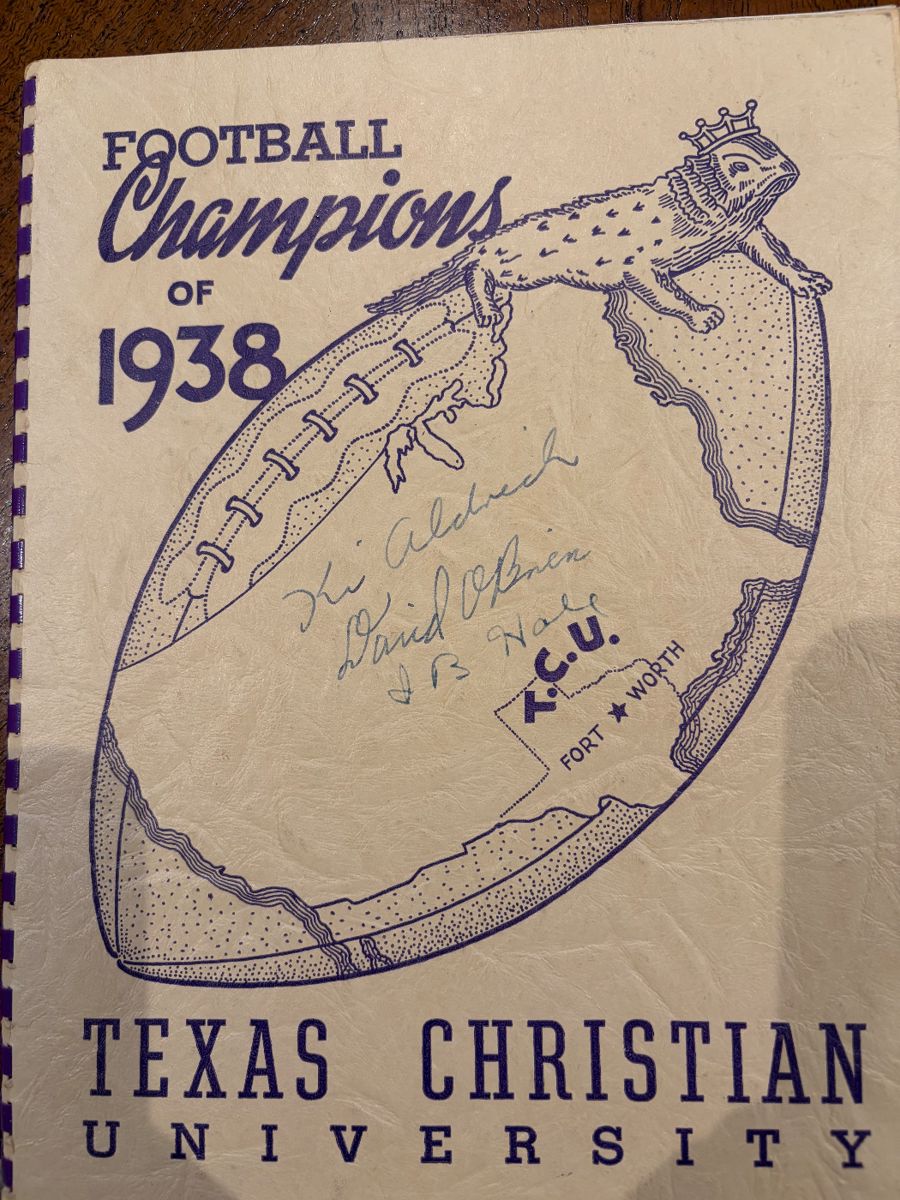 FOOTBALL
Champions
OF
1938
Ki Aldrich
David O'Brien
I B Hale
T.C.U.
FORT ★ WORTH
TEXAS CHRISTIAN
UNIVERSITY